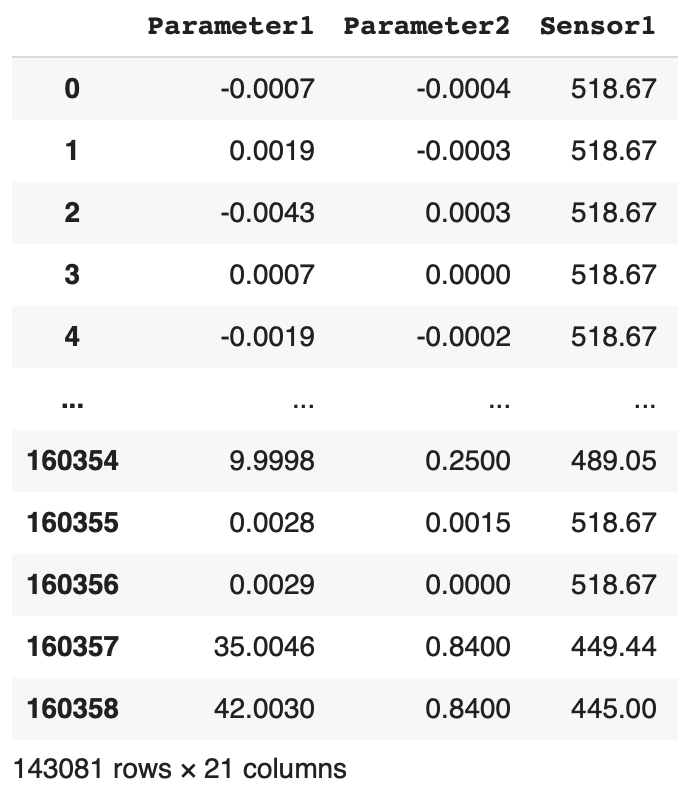 Parameter1 Parameter2 Sensor1
0 -0.0007 -0.0004 518.67
1 0.0019 -0.0003 518.67
2 -0.0043 0.0003 518.67
3 0.0007 0.0000 518.67
4 -0.0019 -0.0002 518.67
... ... ... ...
160354 9.9998 0.2500 489.05
160355 0.0028 0.0015 518.67
160356 0.0029 0.0000 518.67
160357 35.0046 0.8400 449.44
160358 42.0030 0.8400 445.00
143081 rows × 21 columns